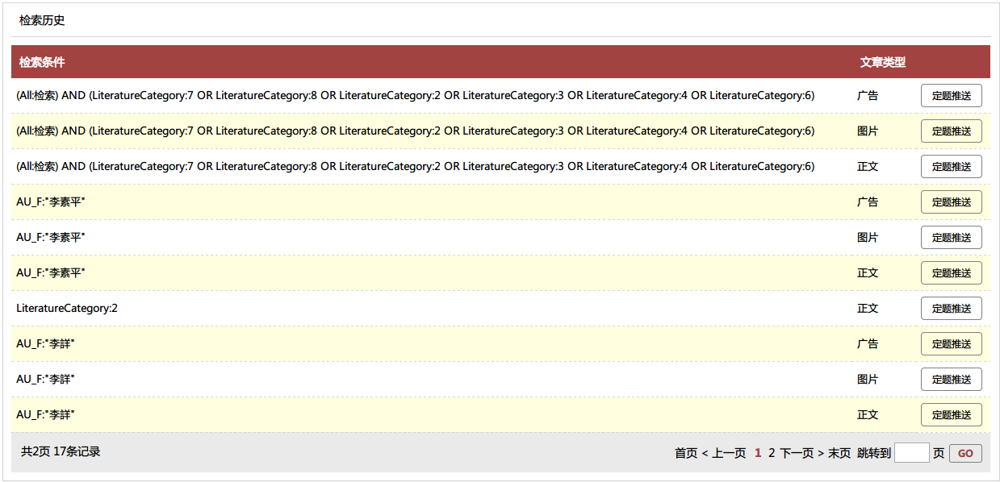 检索历史
检索条件 文章类型
(All:检索) AND (LiteratureCategory:7 OR LiteratureCategory:8 OR LiteratureCategory:2 OR LiteratureCategory:3 OR LiteratureCategory:4 OR LiteratureCategory:6) 广告 定题推送
(All:检索) AND (LiteratureCategory:7 OR LiteratureCategory:8 OR LiteratureCategory:2 OR LiteratureCategory:3 OR LiteratureCategory:4 OR LiteratureCategory:6) 图片 定题推送
(All:检索) AND (LiteratureCategory:7 OR LiteratureCategory:8 OR LiteratureCategory:2 OR LiteratureCategory:3 OR LiteratureCategory:4 OR LiteratureCategory:6) 正文 定题推送
AU_F:"李素平" 广告 定题推送
AU_F:"李素平" 图片 定题推送
AU_F:"李素平" 正文 定题推送
LiteratureCategory:2 正文 定题推送
AU_F:"李詳" 广告 定题推送
AU_F:"李詳" 图片 定题推送
AU_F:"李詳" 正文 定题推送
共2页 17条记录 首页 < 上一页 1 2 下一页 > 末页 跳转到 页 GO